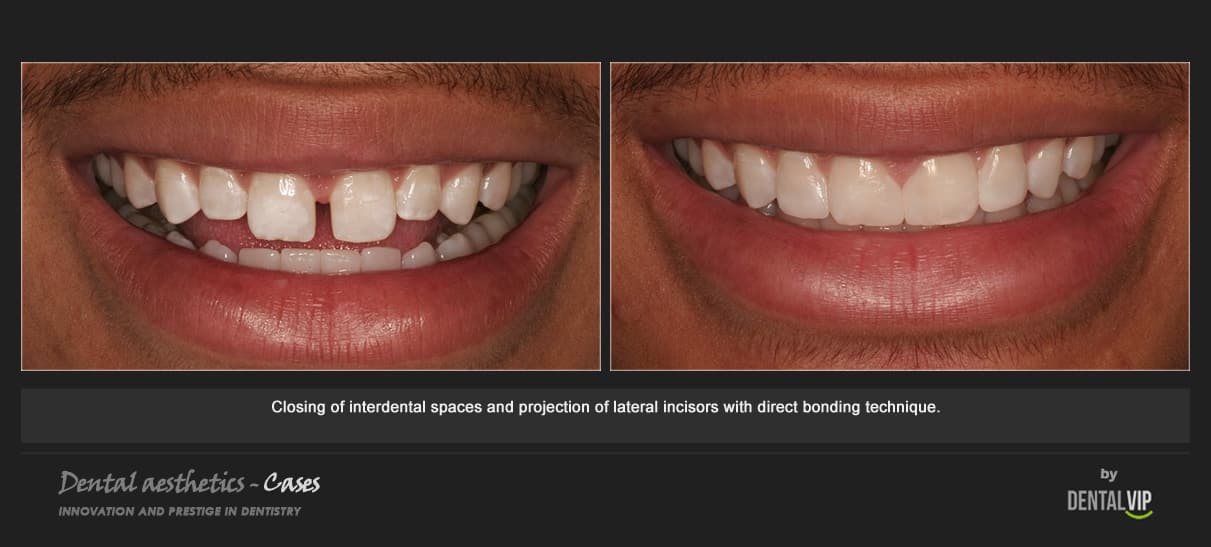 Closing of interdental spaces and projection of lateral incisors with direct bonding technique.
Dental aesthetics - Cases
INNOVATION AND PRESTIGE IN DENTISTRY
by
DENTALVIP